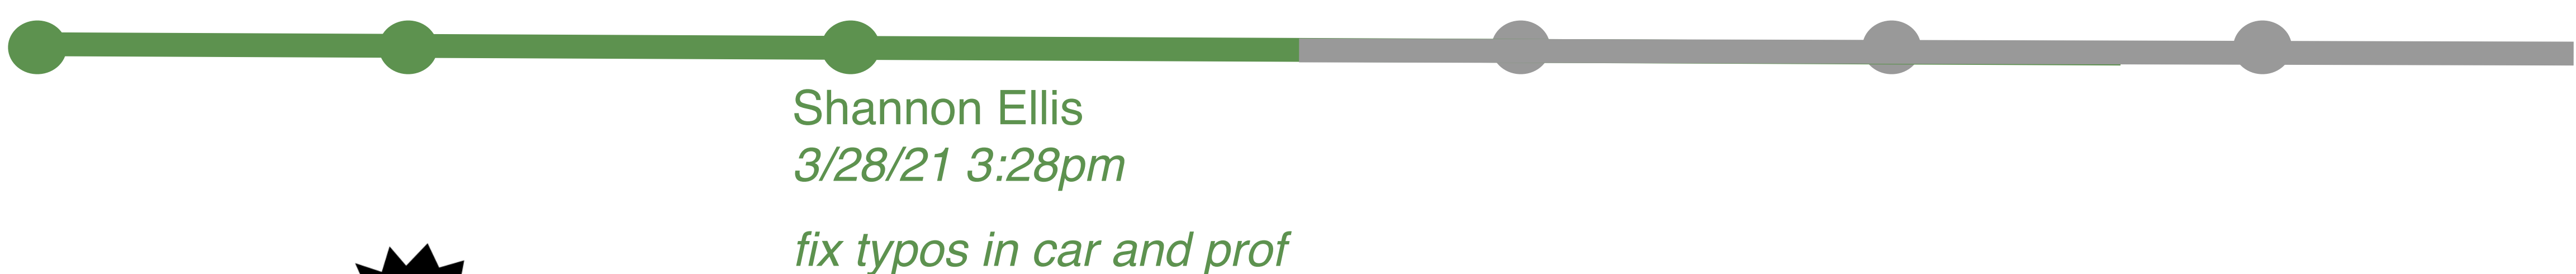 Shannon Ellis
3/28/21 3:28pm
fix typos in car and prof